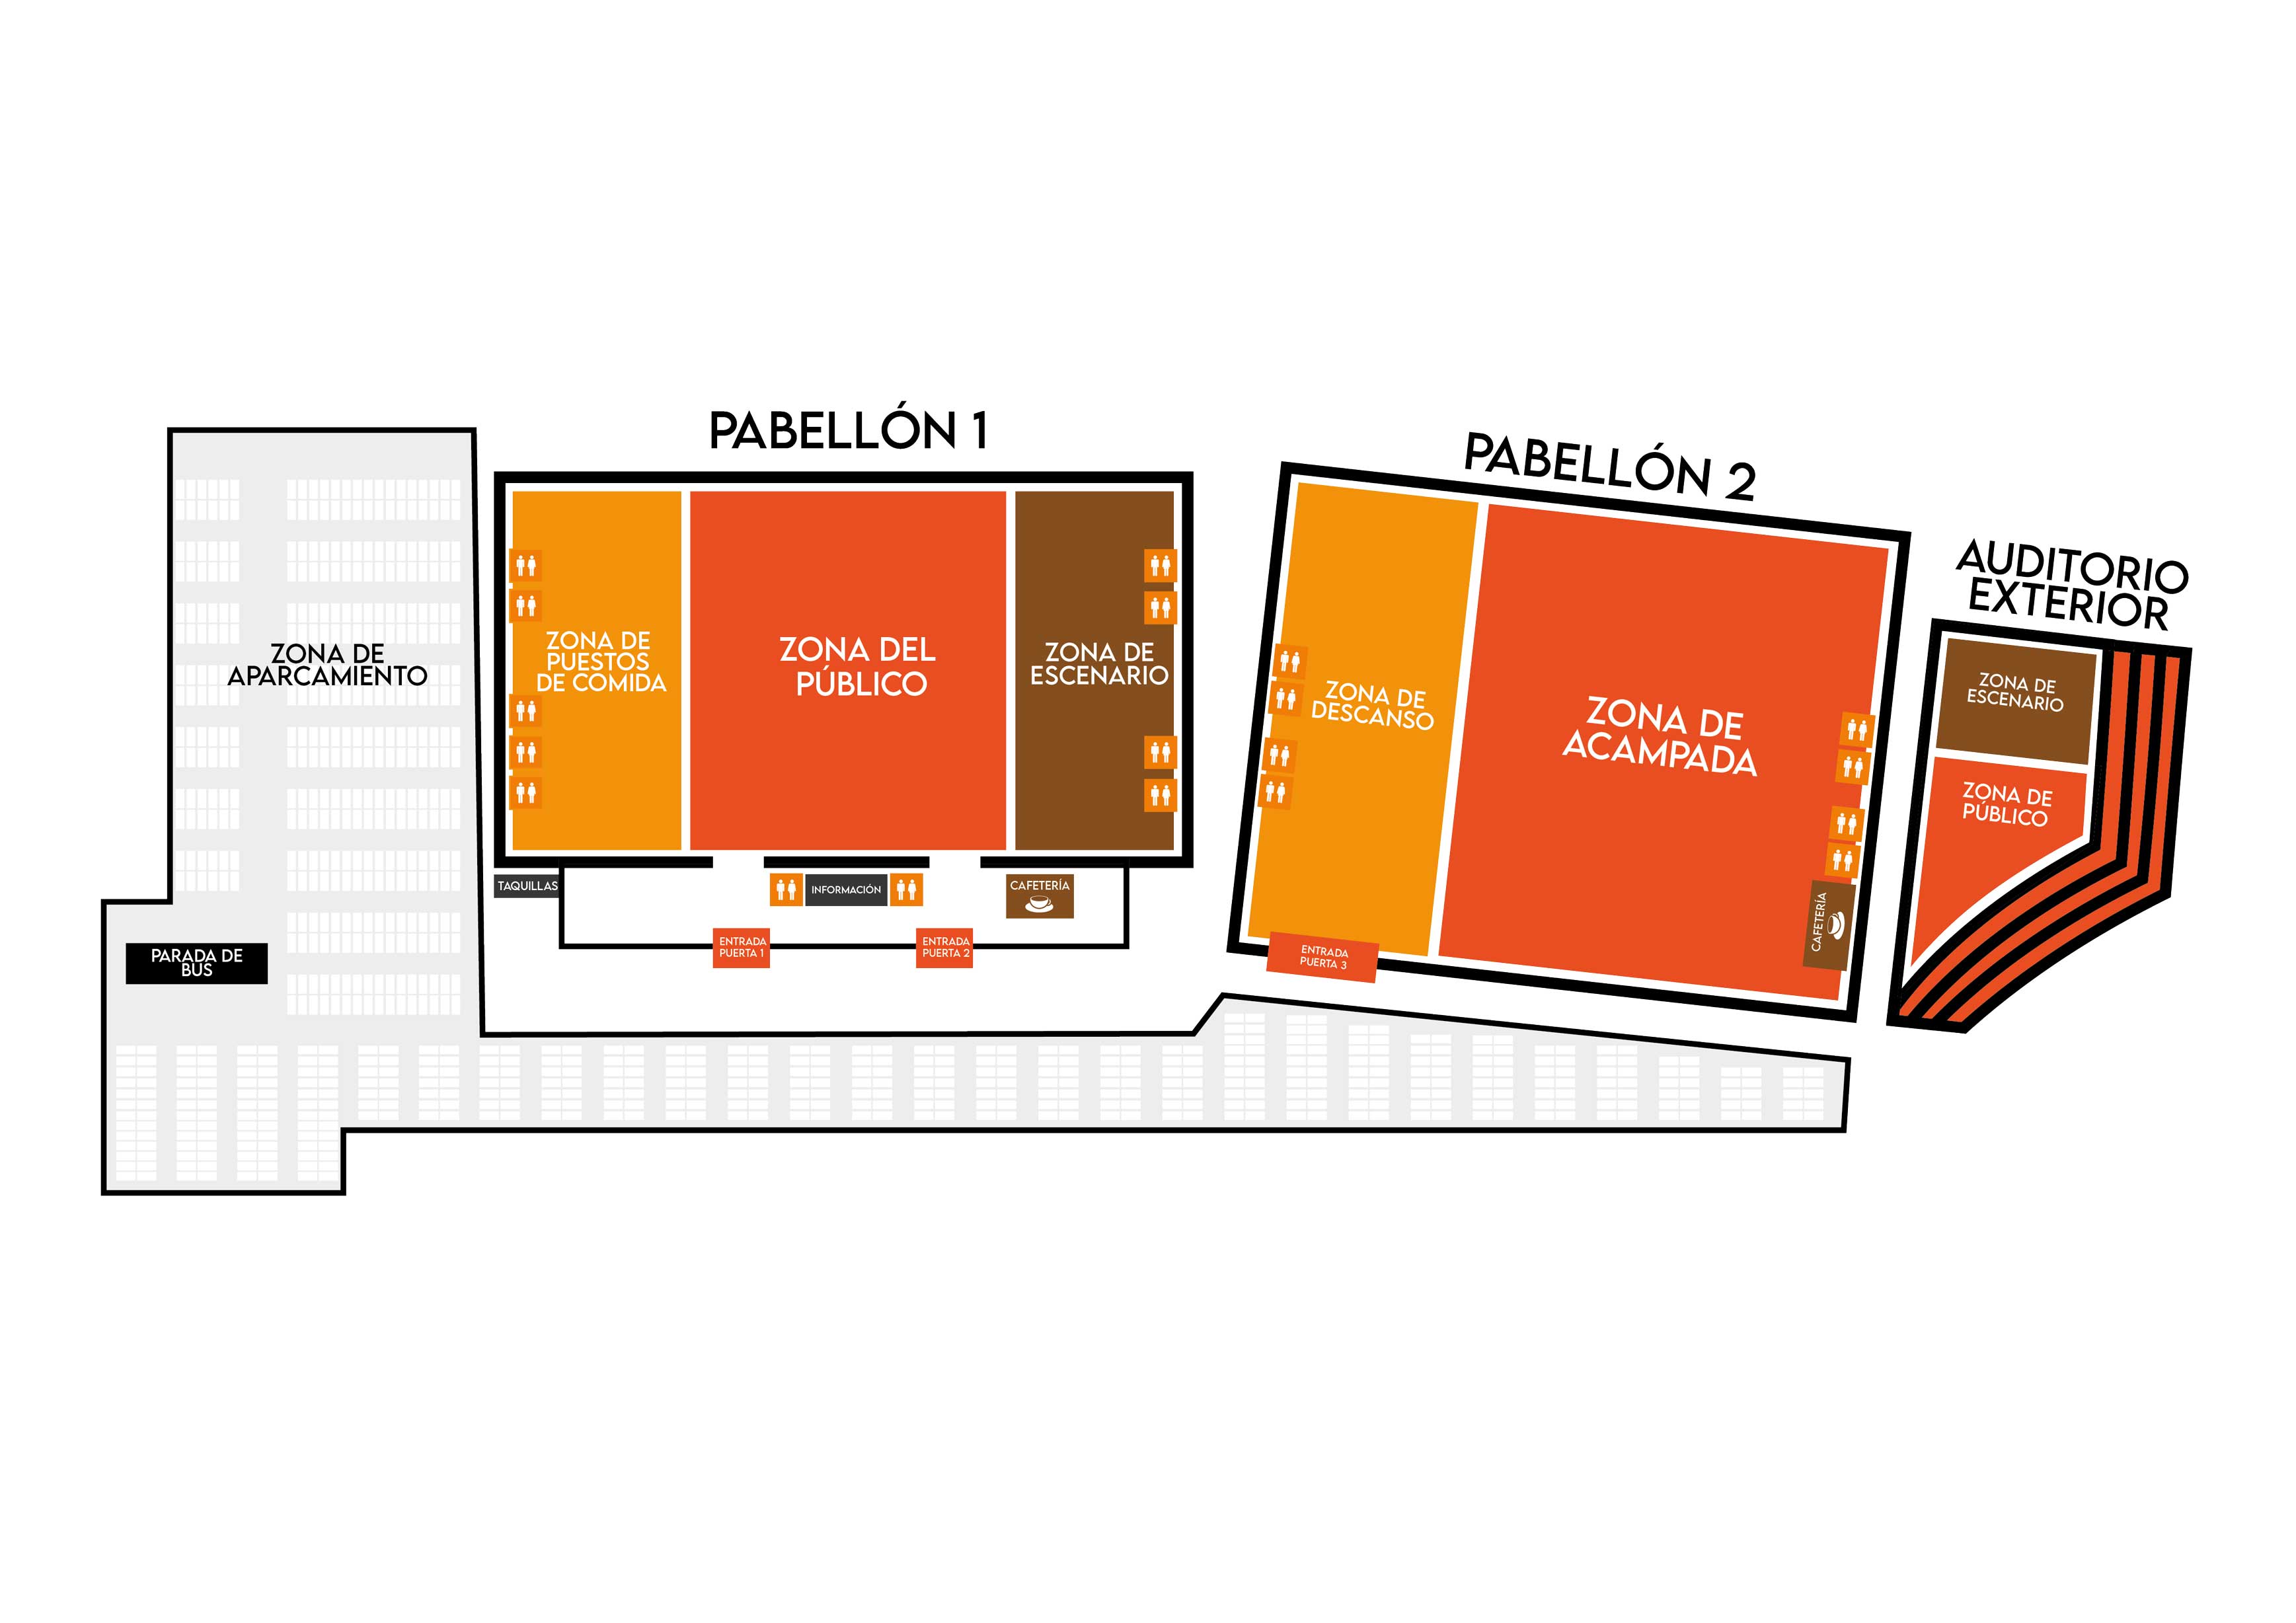 PABELLÓN 1
PABELLÓN 2
AUDITORIO
EXTERIOR
ZONA DE
APARCAMIENTO
ZONA DE
PUESTOS
DE COMIDA
ZONA DEL
PÚBLICO
ZONA DE
ESCENARIO
ZONA DE
DESCANSO
ZONA DE
ACAMPADA
ZONA DE
ESCENARIO
ZONA DE
PÚBLICO
TAQUILLAS
INFORMACIÓN
CAFETERÍA
CAFETERÍA
PARADA DE
BUS
ENTRADA
PUERTA 1
ENTRADA
PUERTA 2
ENTRADA
PUERTA 3